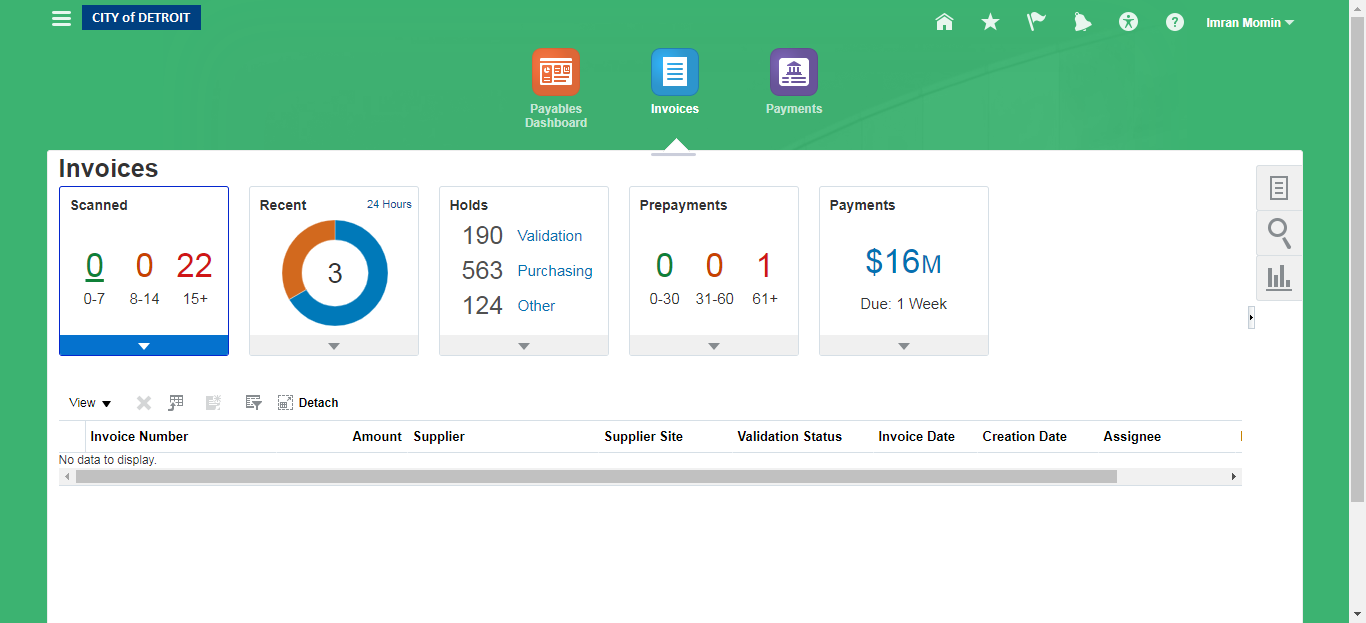 CITY of DETROIT
Imran Momin
Payables
Dashboard
Invoices
Payments
Invoices
Scanned
0 0 22
0-7 8-14 15+
Recent 24 Hours
3
Holds
190 Validation
563 Purchasing
124 Other
Prepayments
0 0 1
0-30 31-60 61+
Payments
$16M
Due: 1 Week
View Detach
Invoice Number Amount Supplier Supplier Site Validation Status Invoice Date Creation Date Assignee
No data to display.